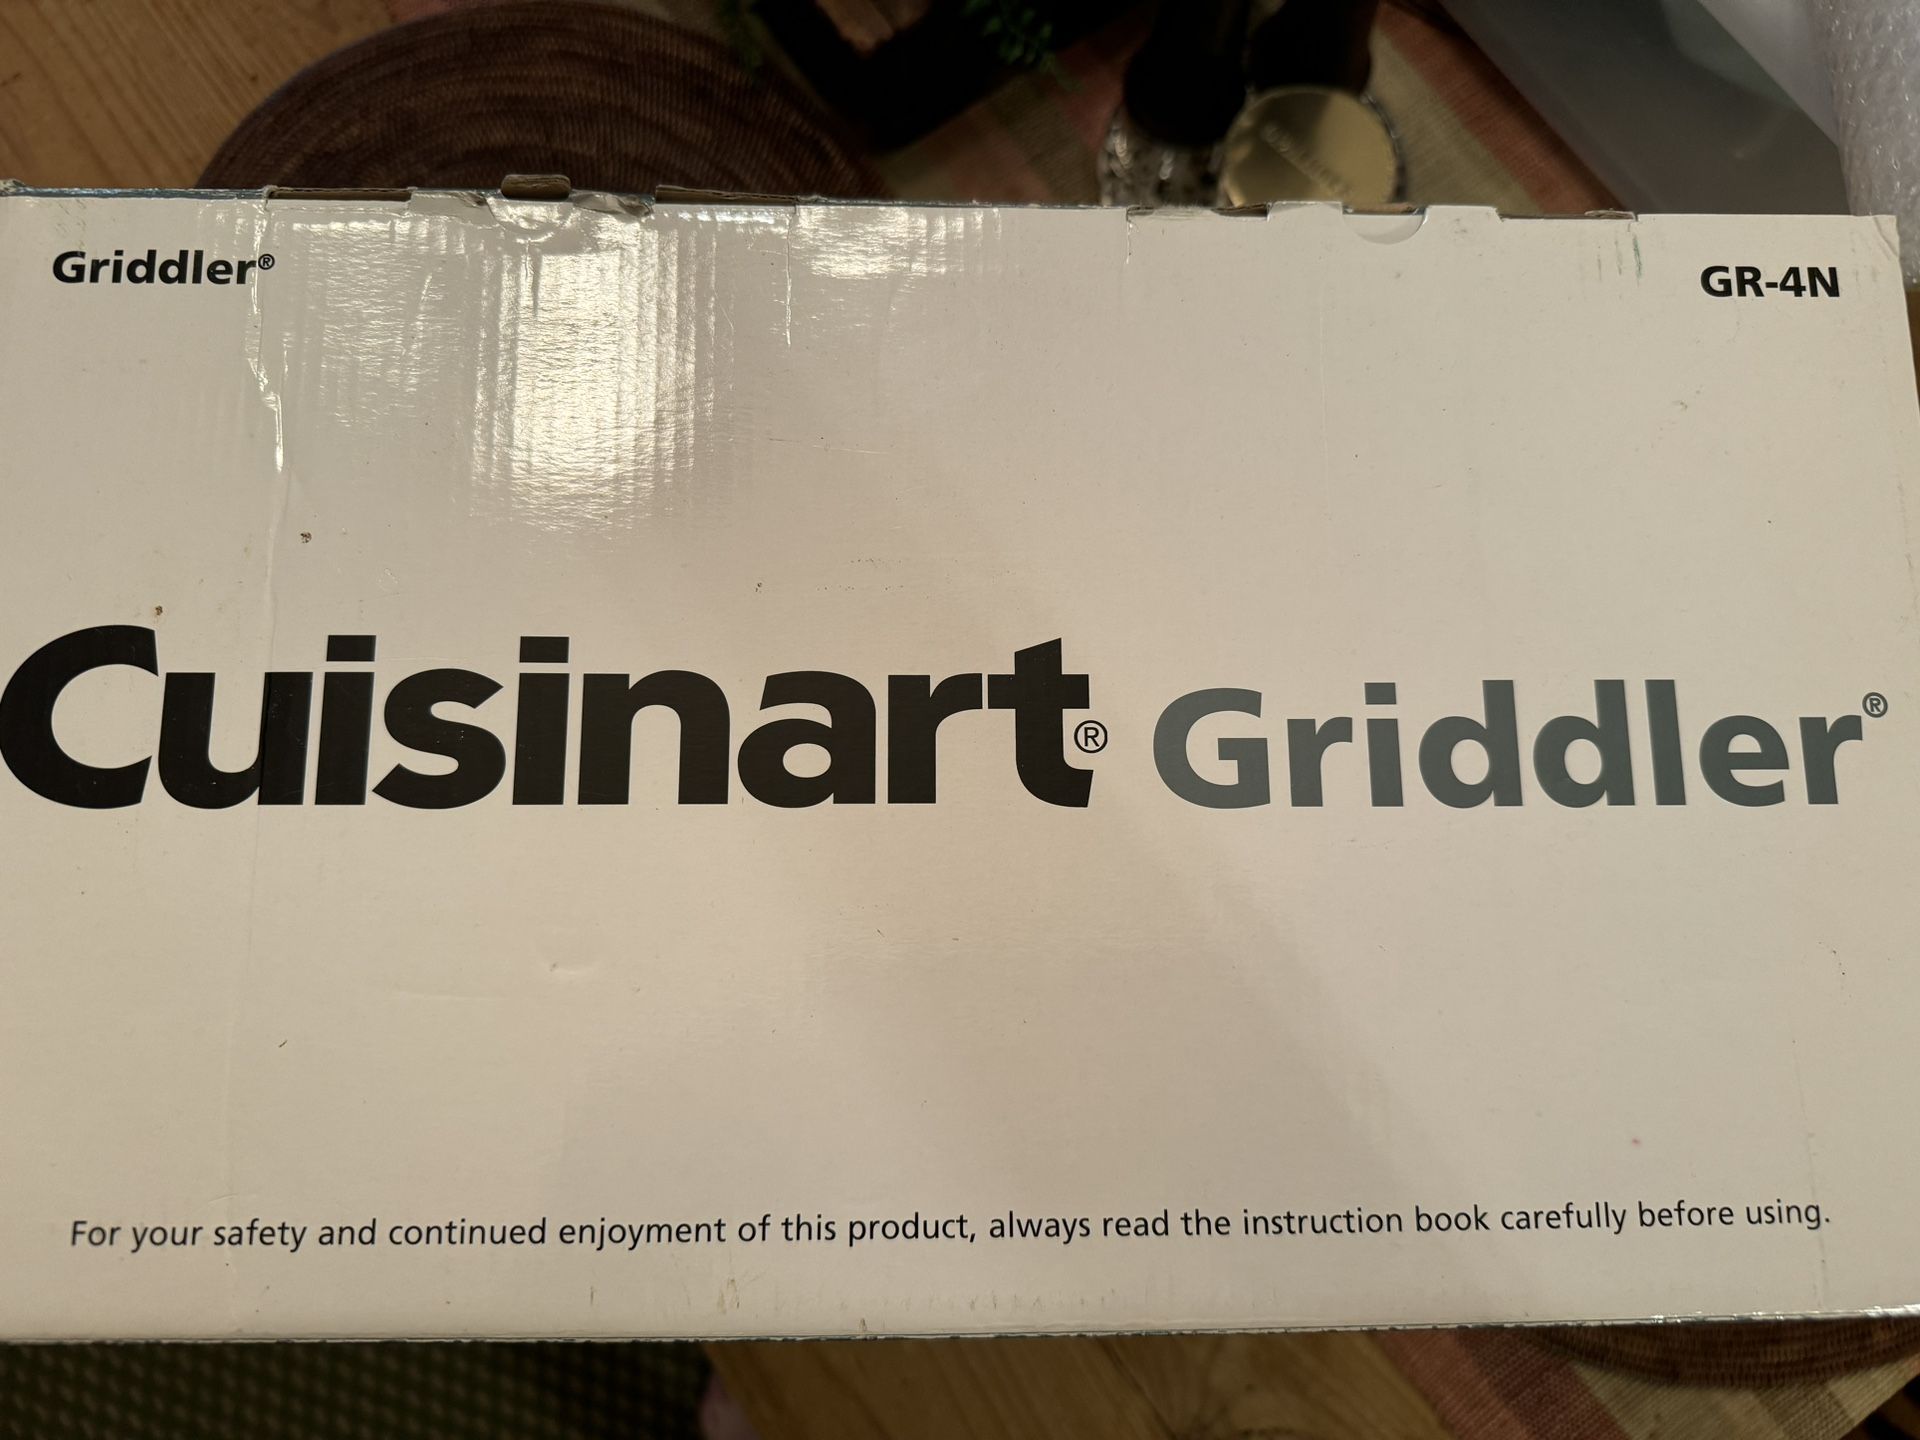 Griddler®
GR-4N
Cuisinart® Griddler®
For your safety and continued enjoyment of this product, always read the instruction book carefully before using.